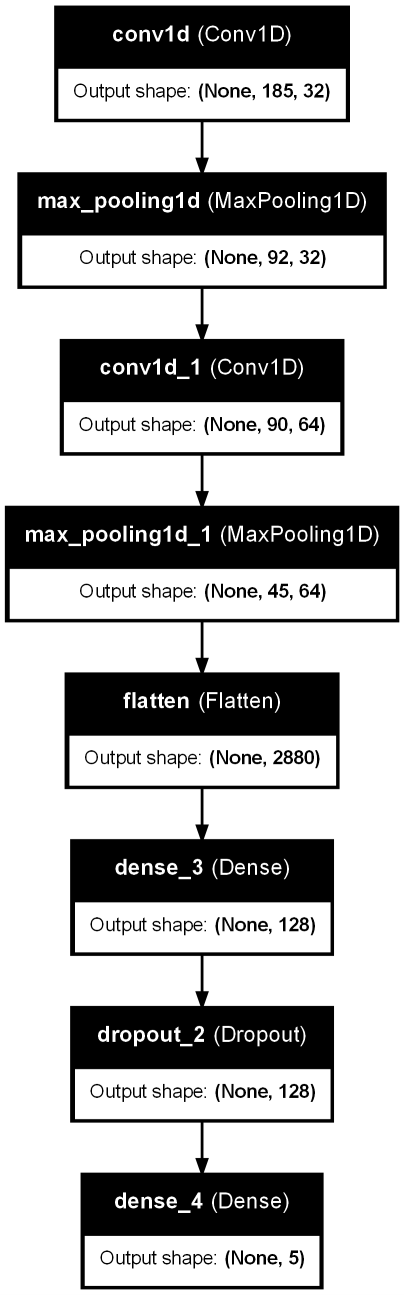 conv1d (Conv1D)
Output shape: (None, 185, 32)
max_pooling1d (MaxPooling1D)
Output shape: (None, 92, 32)
conv1d_1 (Conv1D)
Output shape: (None, 90, 64)
max_pooling1d_1 (MaxPooling1D)
Output shape: (None, 45, 64)
flatten (Flatten)
Output shape: (None, 2880)
dense_3 (Dense)
Output shape: (None, 128)
dropout_2 (Dropout)
Output shape: (None, 128)
dense_4 (Dense)
Output shape: (None, 5)